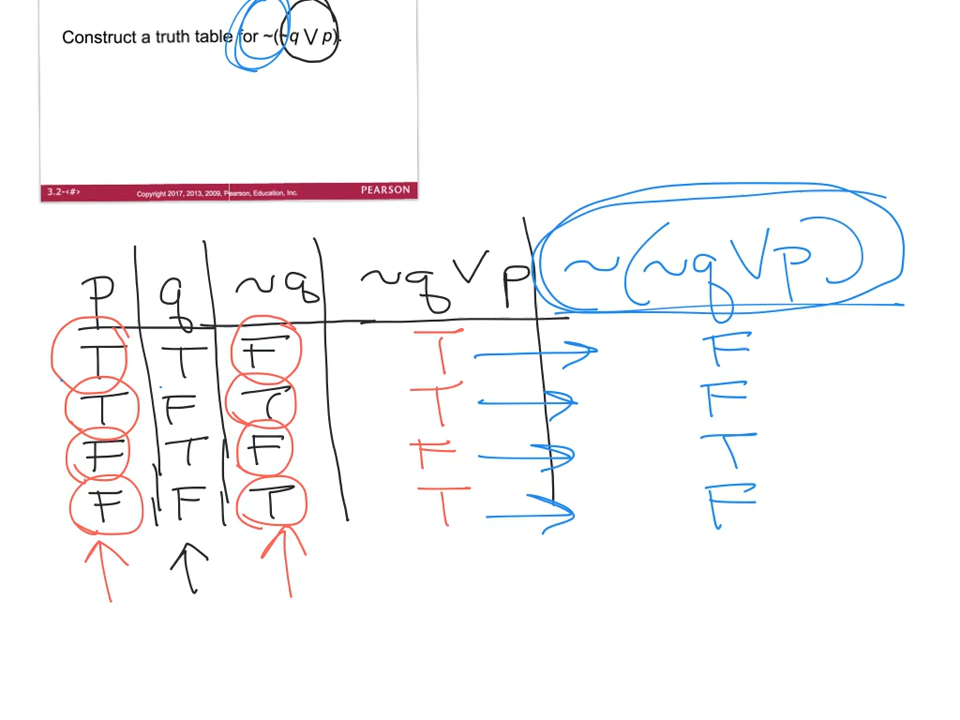 Construct a truth table for ~(~q V p).
3.2-<#> Copyright 2017, 2013, 2009, Pearson, Education, Inc. PEARSON
p q ~q ~q V p ~(~q V p)
T T F T F
T F T T F
F T F F T
F F T T F